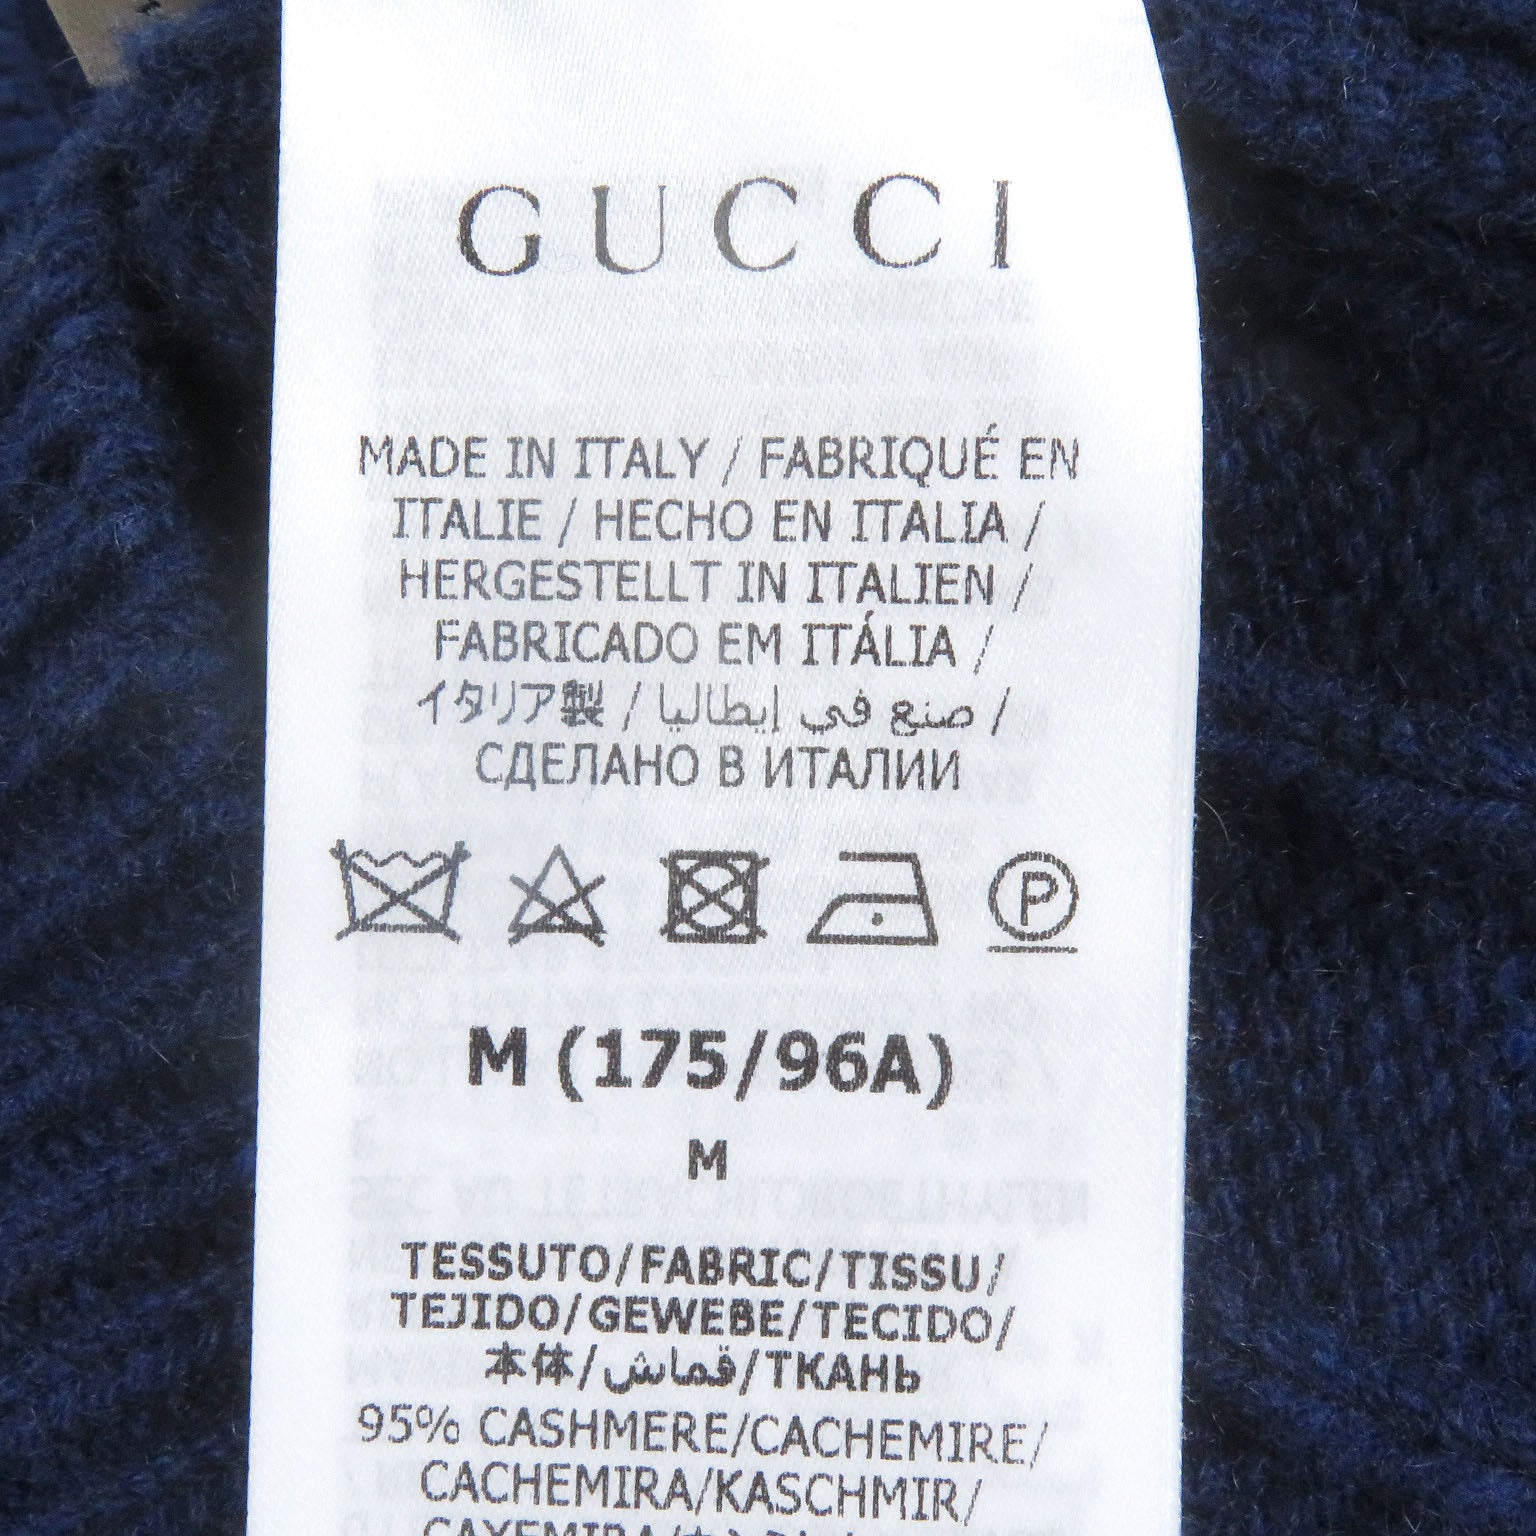 GUCCI
MADE IN ITALY / FABRIQUÉ EN
ITALIE / HECHO EN ITALIA /
HERGESTELLT IN ITALIEN /
FABRICADO EM ITÁLIA /
イタリア製 / صنع في إيطاليا /
СДЕЛАНО В ИТАЛИИ
P
M (175/96A)
M
TESSUTO/FABRIC/TISSU/
TEJIDO/GEWEBE/TECIDO/
本体/قماش/ТКАНЬ
95% CASHMERE/CACHEMIRE/
CACHEMIRA/KASCHMIR/